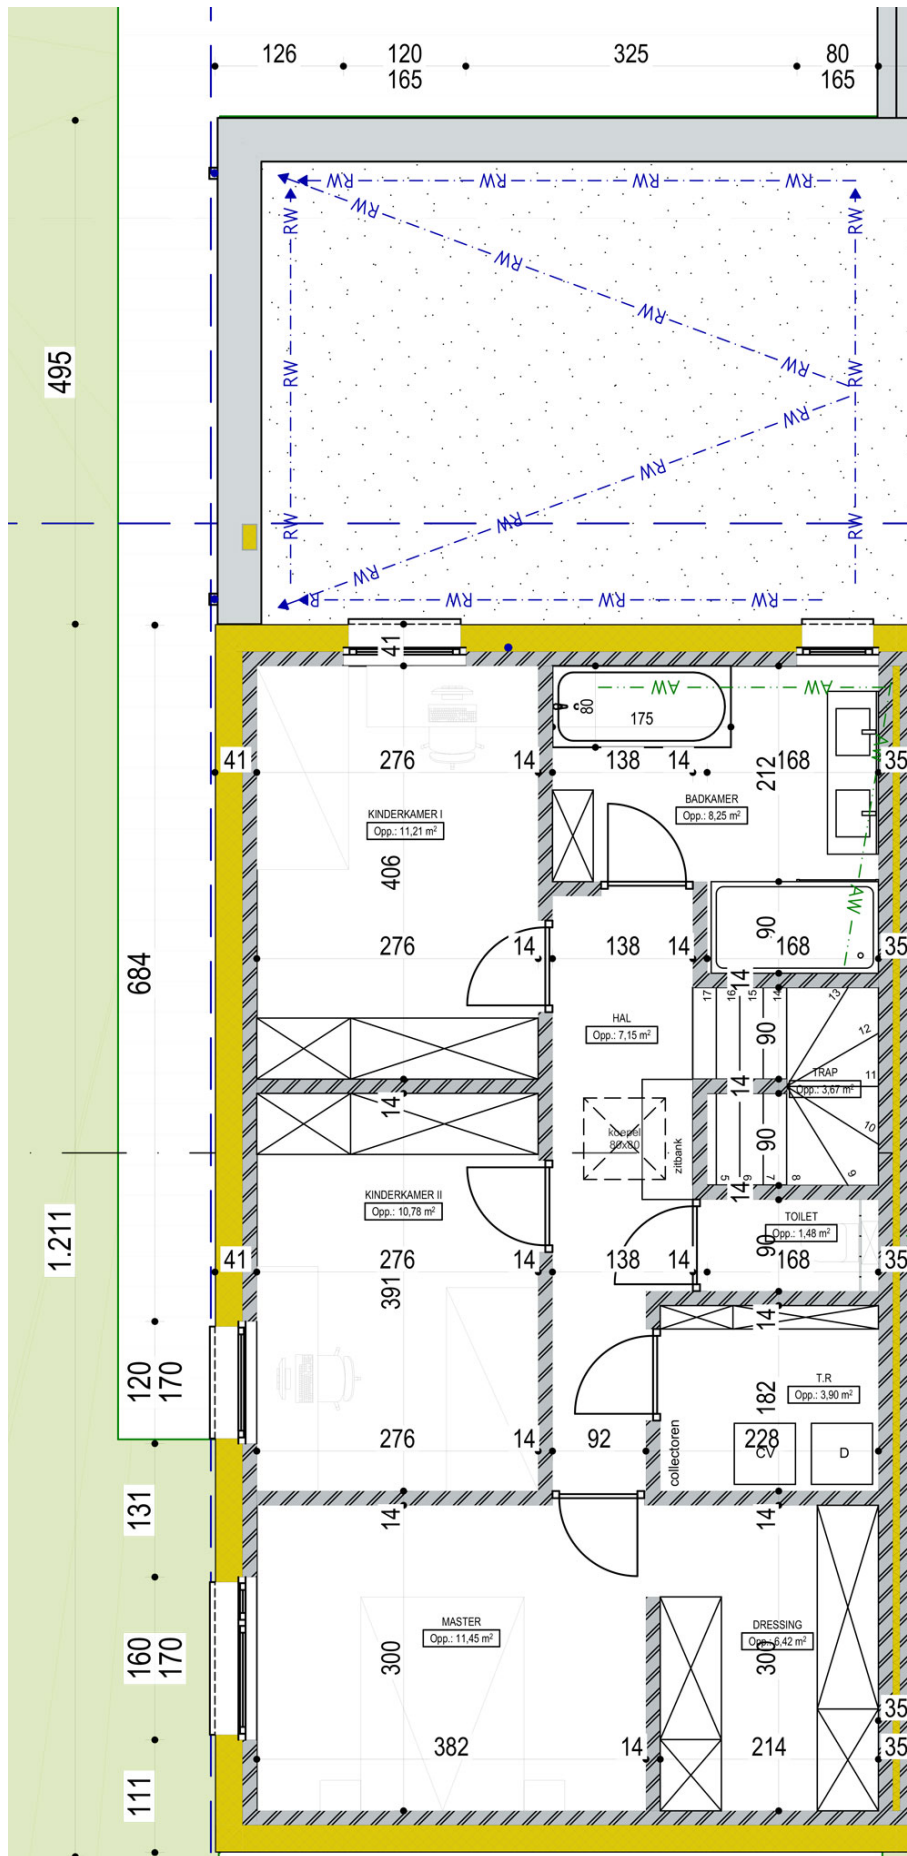 126
120
325
80
165
165
RW RW RW RW
RW
RW
RW
RW
RW
495
RW
RW
RW
RW
RW
RW
RW
RW
RW
R RW RW RW
41
AW AW
80
175
AW
41
276
14
138
14
168
35
212
KINDERKAMER I
Opp.: 11,21 m²
BADKAMER
Opp.: 8,25 m²
406
AW
90
684
276
14
138
14
168
35
14
17
16
15
14
13
HAL
Opp.: 7,15 m²
90
12
TRAP
Opp.: 3,67 m²
11
14
14
koepel
80x80
zitbank
90
10
5
6
7
8
9
14
KINDERKAMER II
Opp.: 10,78 m²
TOILET
Opp.: 1,48 m²
90
1.211
41
276
14
138
14
168
35
391
14
120
170
T.R
Opp.: 3,90 m²
182
276
14
92
228
collectoren
CV
D
131
14
14
MASTER
Opp.: 11,45 m²
DRESSING
Opp.: 6,42 m²
160
170
300
300
35
382
14
214
35
111